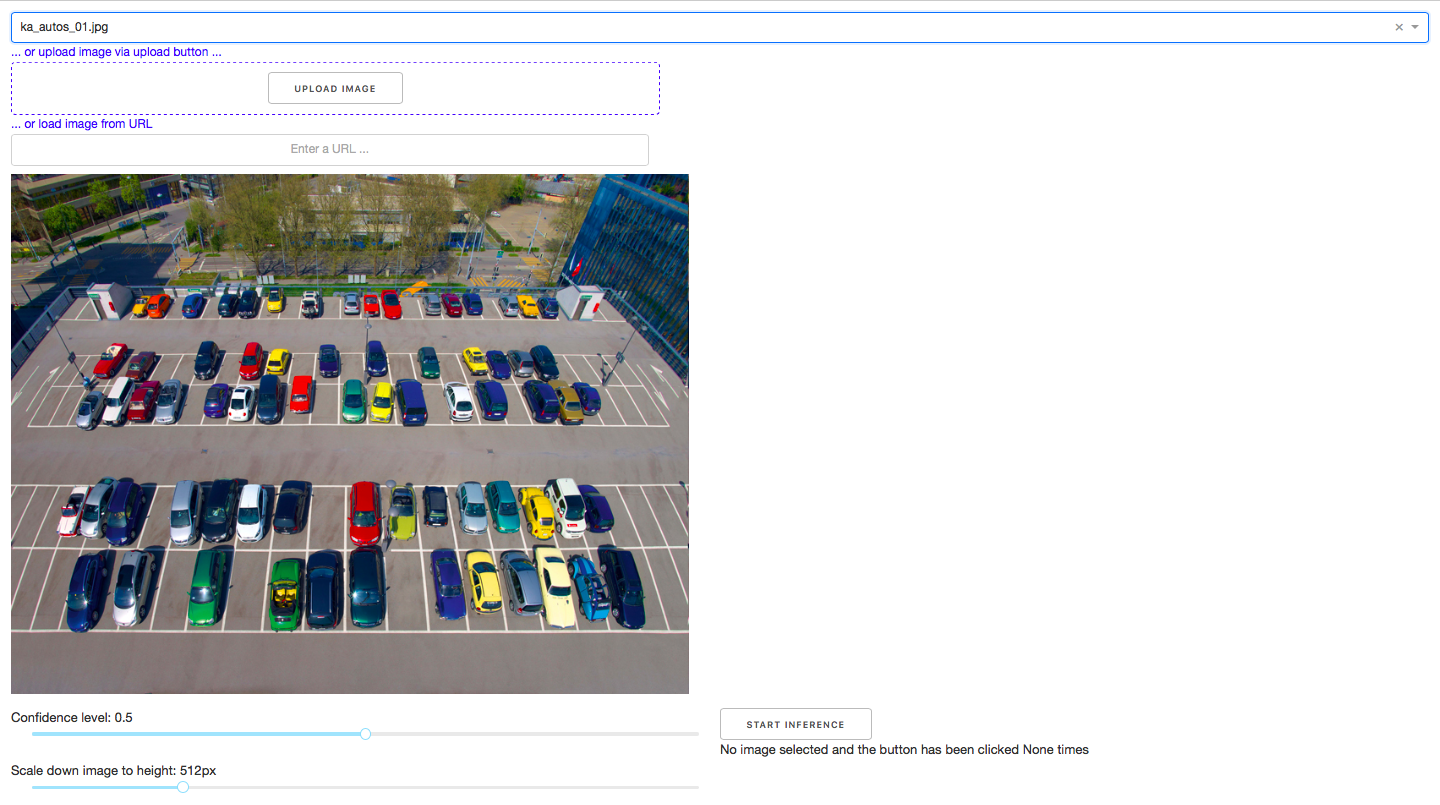 ka_autos_01.jpg
... or upload image via upload button ...
UPLOAD IMAGE
... or load image from URL
Enter a URL ...
Confidence level: 0.5
START INFERENCE
No image selected and the button has been clicked None times
Scale down image to height: 512px